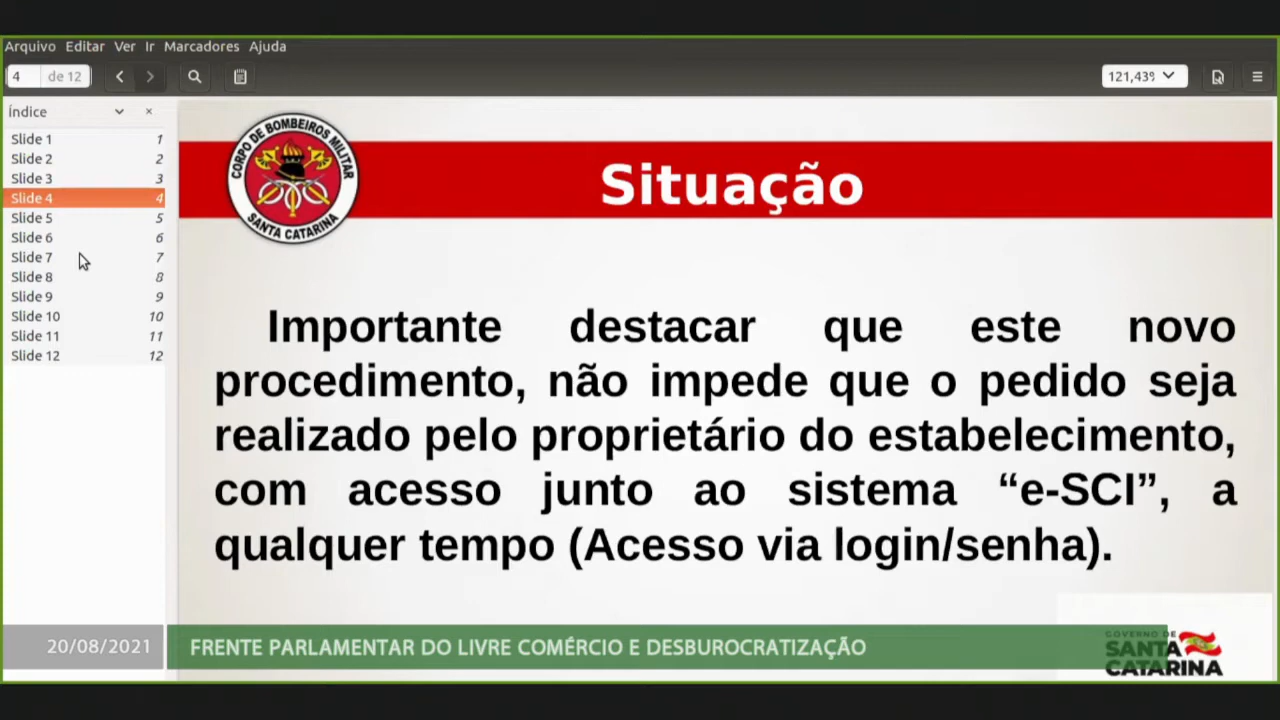 Arquivo Editar Ver Ir Marcadores Ajuda
4 de 12
121,43%
Índice
Slide 1 1
Slide 2 2
Slide 3 3
Slide 4 4
Slide 5 5
Slide 6 6
Slide 7 7
Slide 8 8
Slide 9 9
Slide 10 10
Slide 11 11
Slide 12 12
CORPO DE BOMBEIROS MILITAR
SANTA CATARINA
Situação
Importante destacar que este novo
procedimento, não impede que o pedido seja
realizado pelo proprietário do estabelecimento,
com acesso junto ao sistema “e-SCI”, a
qualquer tempo (Acesso via login/senha).
20/08/2021
FRENTE PARLAMENTAR DO LIVRE COMÉRCIO E DESBUROCRATIZAÇÃO
GOVERNO DE
SANTA
CATARINA